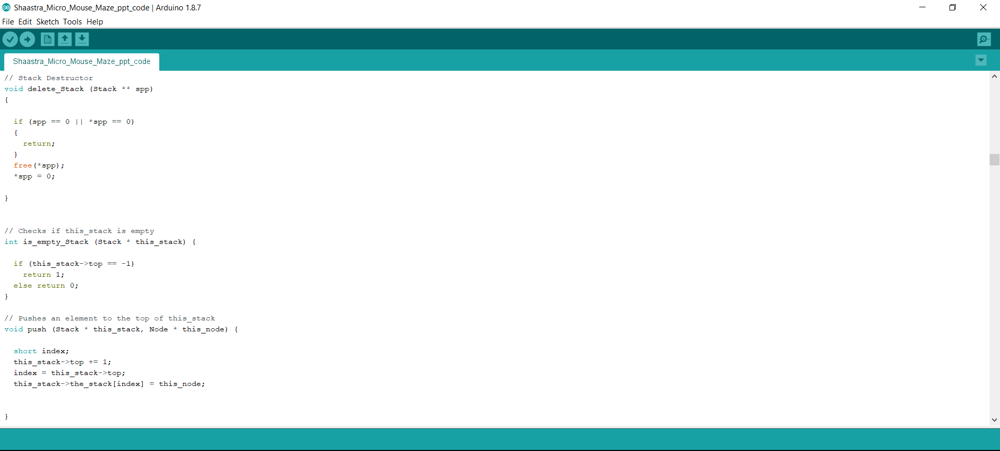 Shaastra_Micro_Mouse_Maze_ppt_code | Arduino 1.8.7
File Edit Sketch Tools Help
Shaastra_Micro_Mouse_Maze_ppt_code
// Stack Destructor
void delete_Stack (Stack ** spp)
{
if (spp == 0 || *spp == 0)
{
return;
}
free(*spp);
*spp = 0;
}
// Checks if this_stack is empty
int is_empty_Stack (Stack * this_stack) {
if (this_stack->top == -1)
return 1;
else return 0;
}
// Pushes an element to the top of this_stack
void push (Stack * this_stack, Node * this_node) {
short index;
this_stack->top += 1;
index = this_stack->top;
this_stack->the_stack[index] = this_node;
}